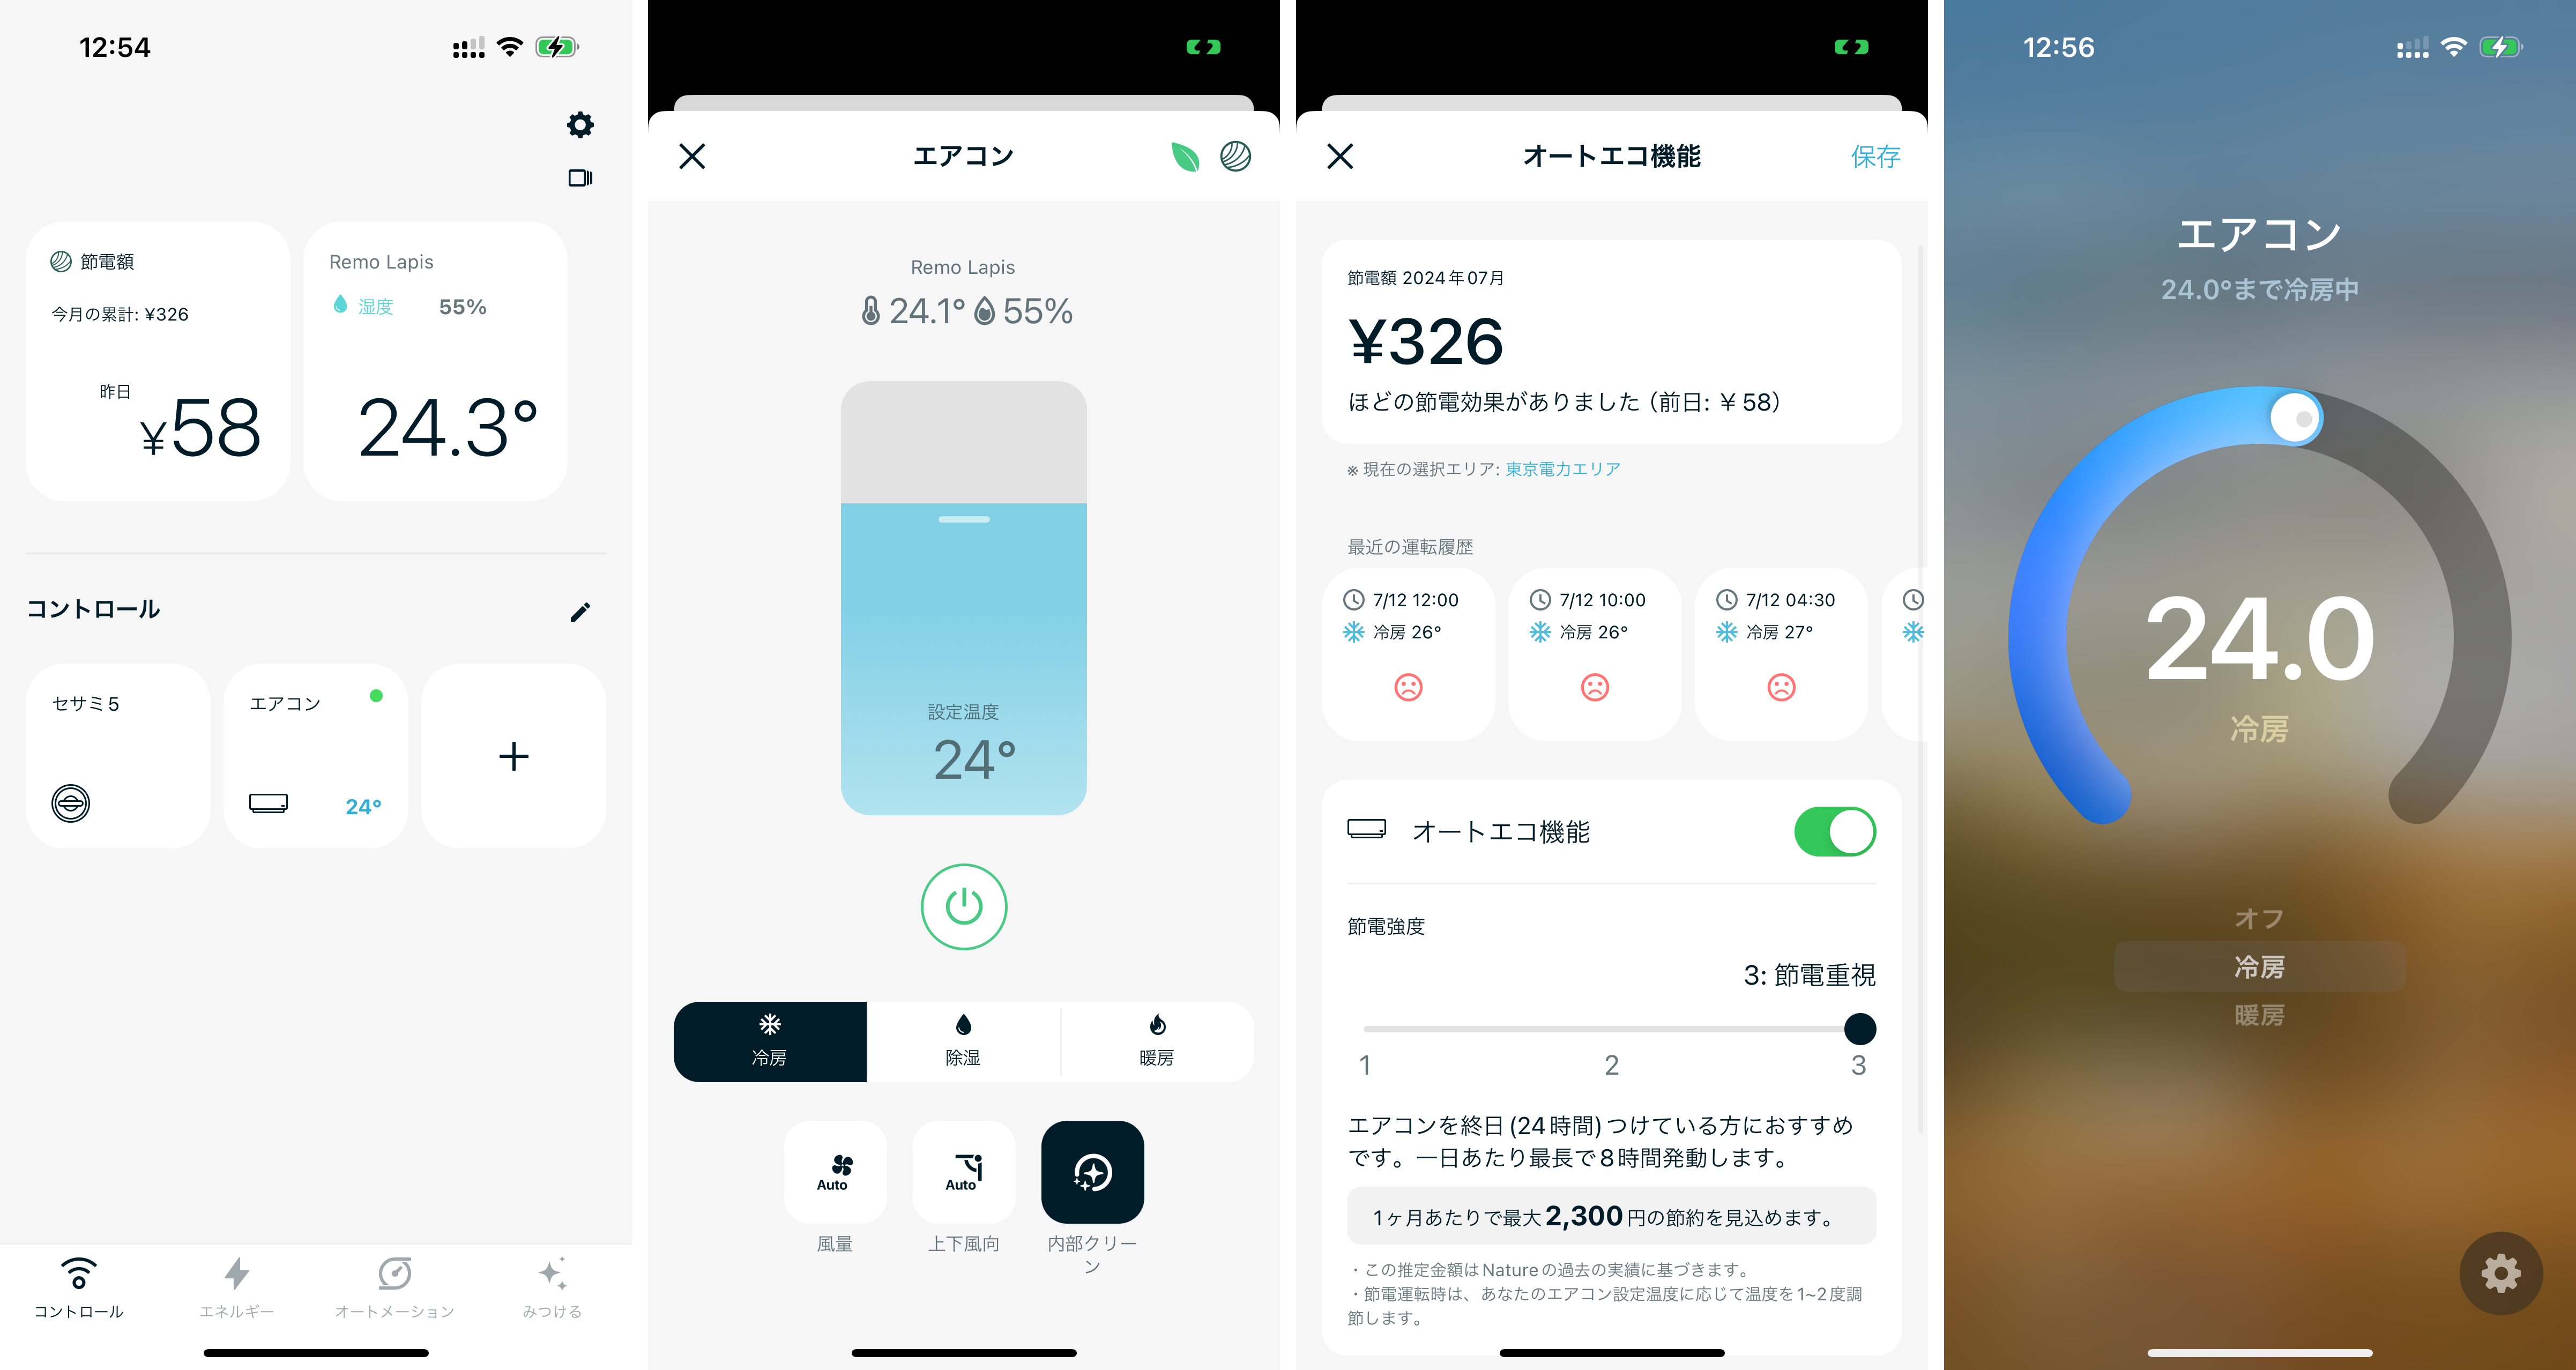 12:54
節電額
今月の累計: ¥326
昨日
¥58
Remo Lapis
湿度 55%
24.3°
コントロール
セサミ5
エアコン
24°
コントロール
エネルギー
オートメーション
みつける
エアコン
Remo Lapis
24.1° 55%
設定温度
24°
冷房
除湿
暖房
Auto
風量
Auto
上下風向
内部クリー
ン
オートエコ機能
保存
節電額 2024年07月
¥326
ほどの節電効果がありました (前日: ¥ 58)
※ 現在の選択エリア: 東京電力エリア
最近の運転履歴
7/12 12:00
冷房 26°
7/12 10:00
冷房 26°
7/12 04:30
冷房 27°
オートエコ機能
節電強度
3: 節電重視
1 2 3
エアコンを終日 (24時間) つけている方におすすめ
です。一日あたり最長で8時間発動します。
1ヶ月あたりで最大2,300円の節約を見込めます。
・この推定金額はNatureの過去の実績に基づきます。
・節電運転時は、あなたのエアコン設定温度に応じて温度を1~2度調
節します。
12:56
エアコン
24.0°まで冷房中
24.0
冷房
オフ
冷房
暖房